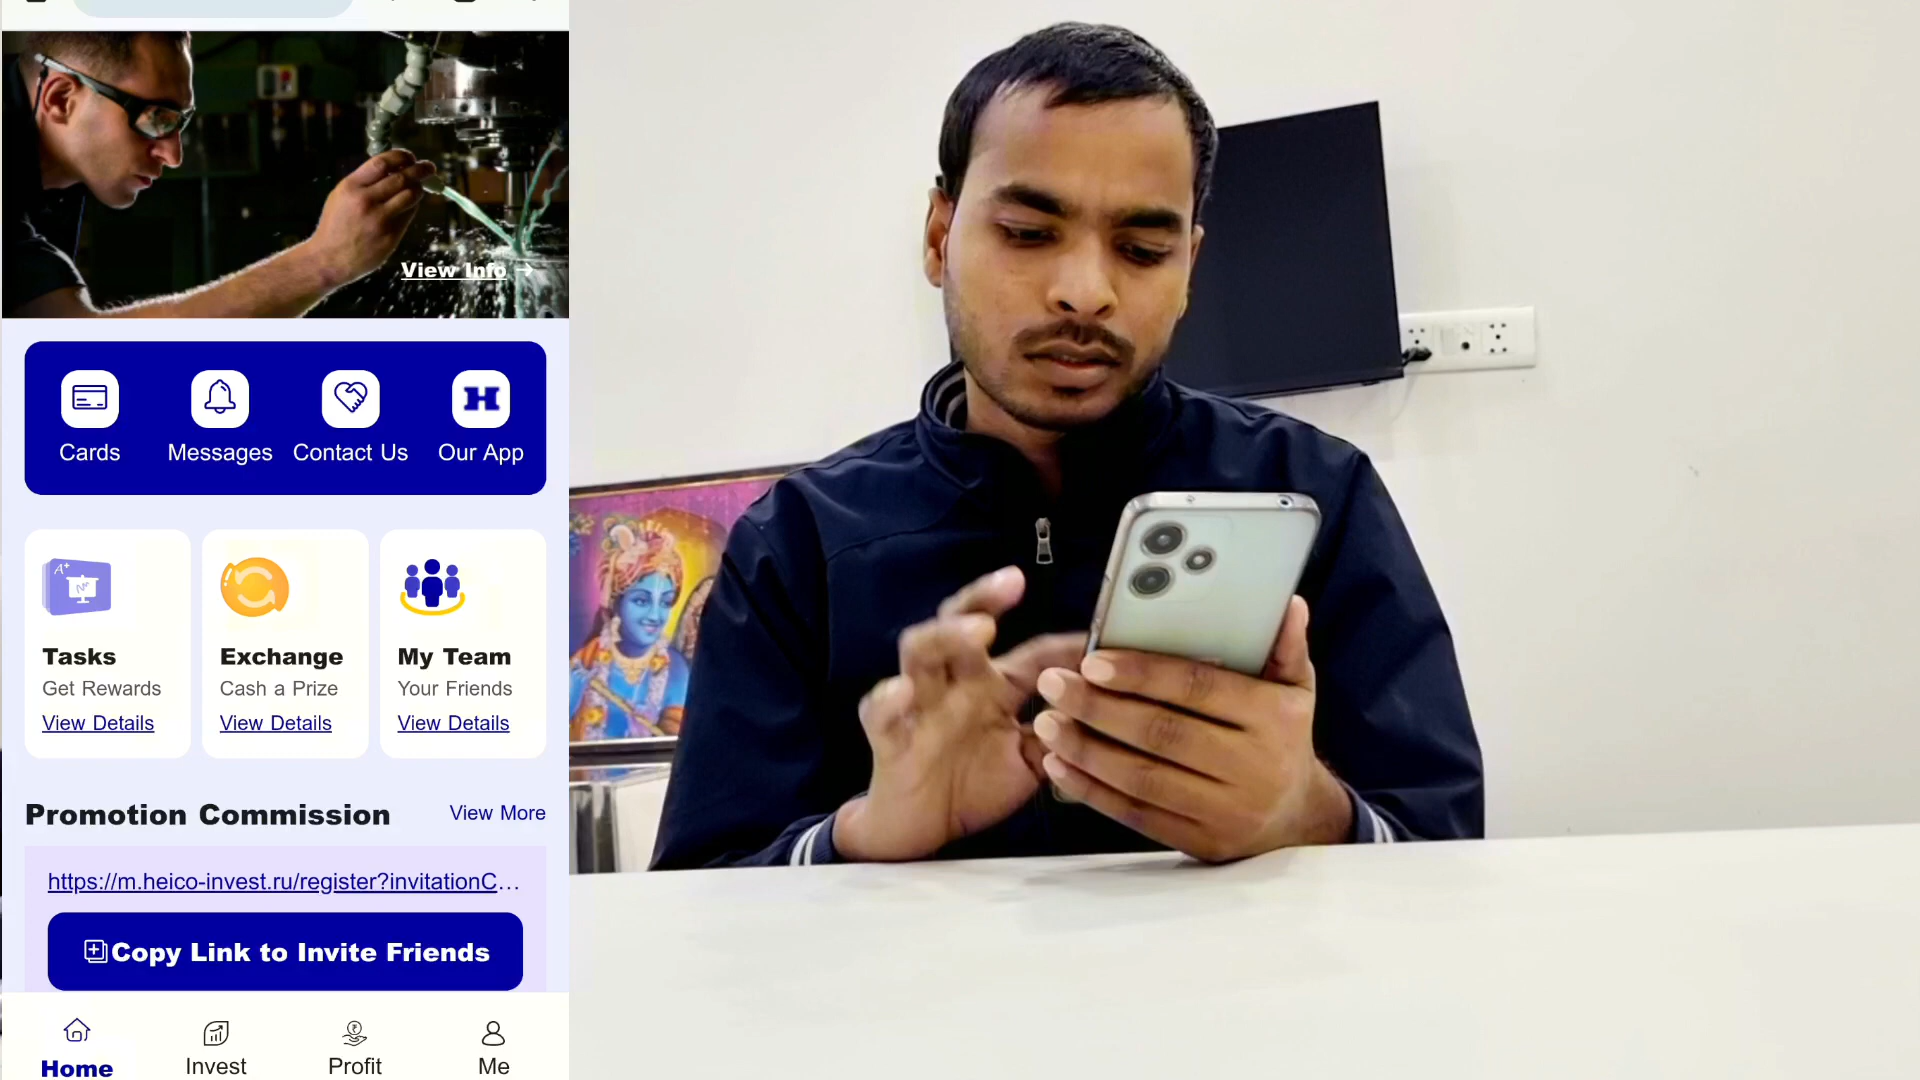 View Info →
Cards
Messages
Contact Us
Our App
H
A+
Tasks
Get Rewards
View Details
Exchange
Cash a Prize
View Details
My Team
Your Friends
View Details
Promotion Commission
View More
https://m.heico-invest.ru/register?invitationC...
Copy Link to Invite Friends
Home
Invest
Profit
Me